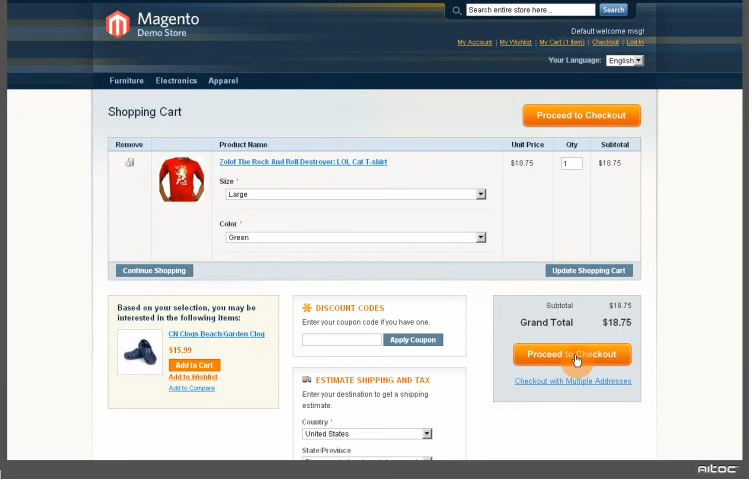 Magento
Demo Store
Search entire store here...
Search
Default welcome msg!
My Account | My Wishlist | My Cart (1 item) | Checkout | Log In
Your Language: English
Furniture Electronics Apparel
Shopping Cart
Proceed to Checkout
Remove Product Name Unit Price Qty Subtotal
Zolof The Rock And Roll Destroyer: LOL Cat T-shirt
$18.75 1 $18.75
Size *
Large
Color *
Green
Continue Shopping
Update Shopping Cart
Based on your selection, you may be
interested in the following items:
CN Clogs Beach/Garden Clog
$15.99
Add to Cart
Add to Wishlist
Add to Compare
DISCOUNT CODES
Enter your coupon code if you have one.
Apply Coupon
ESTIMATE SHIPPING AND TAX
Enter your destination to get a shipping
estimate.
Country *
United States
State/Province
Subtotal $18.75
Grand Total $18.75
Proceed to Checkout
Checkout with Multiple Addresses
AITOC